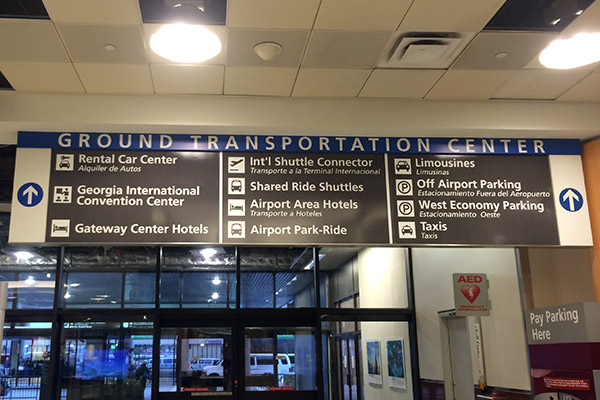 GROUND TRANSPORTATION CENTER
Rental Car Center
Alquiler de Autos
Georgia International
Convention Center
Gateway Center Hotels
Int'l Shuttle Connector
Transporte a la Terminal Internacional
Shared Ride Shuttles
Airport Area Hotels
Transporte a Hoteles
Airport Park-Ride
Limousines
Limusinas
P Off Airport Parking
Estacionamiento Fuera del Aeropuerto
P West Economy Parking
Estacionamiento Oeste
Taxis
Taxis
AED
Pay Parking
Here